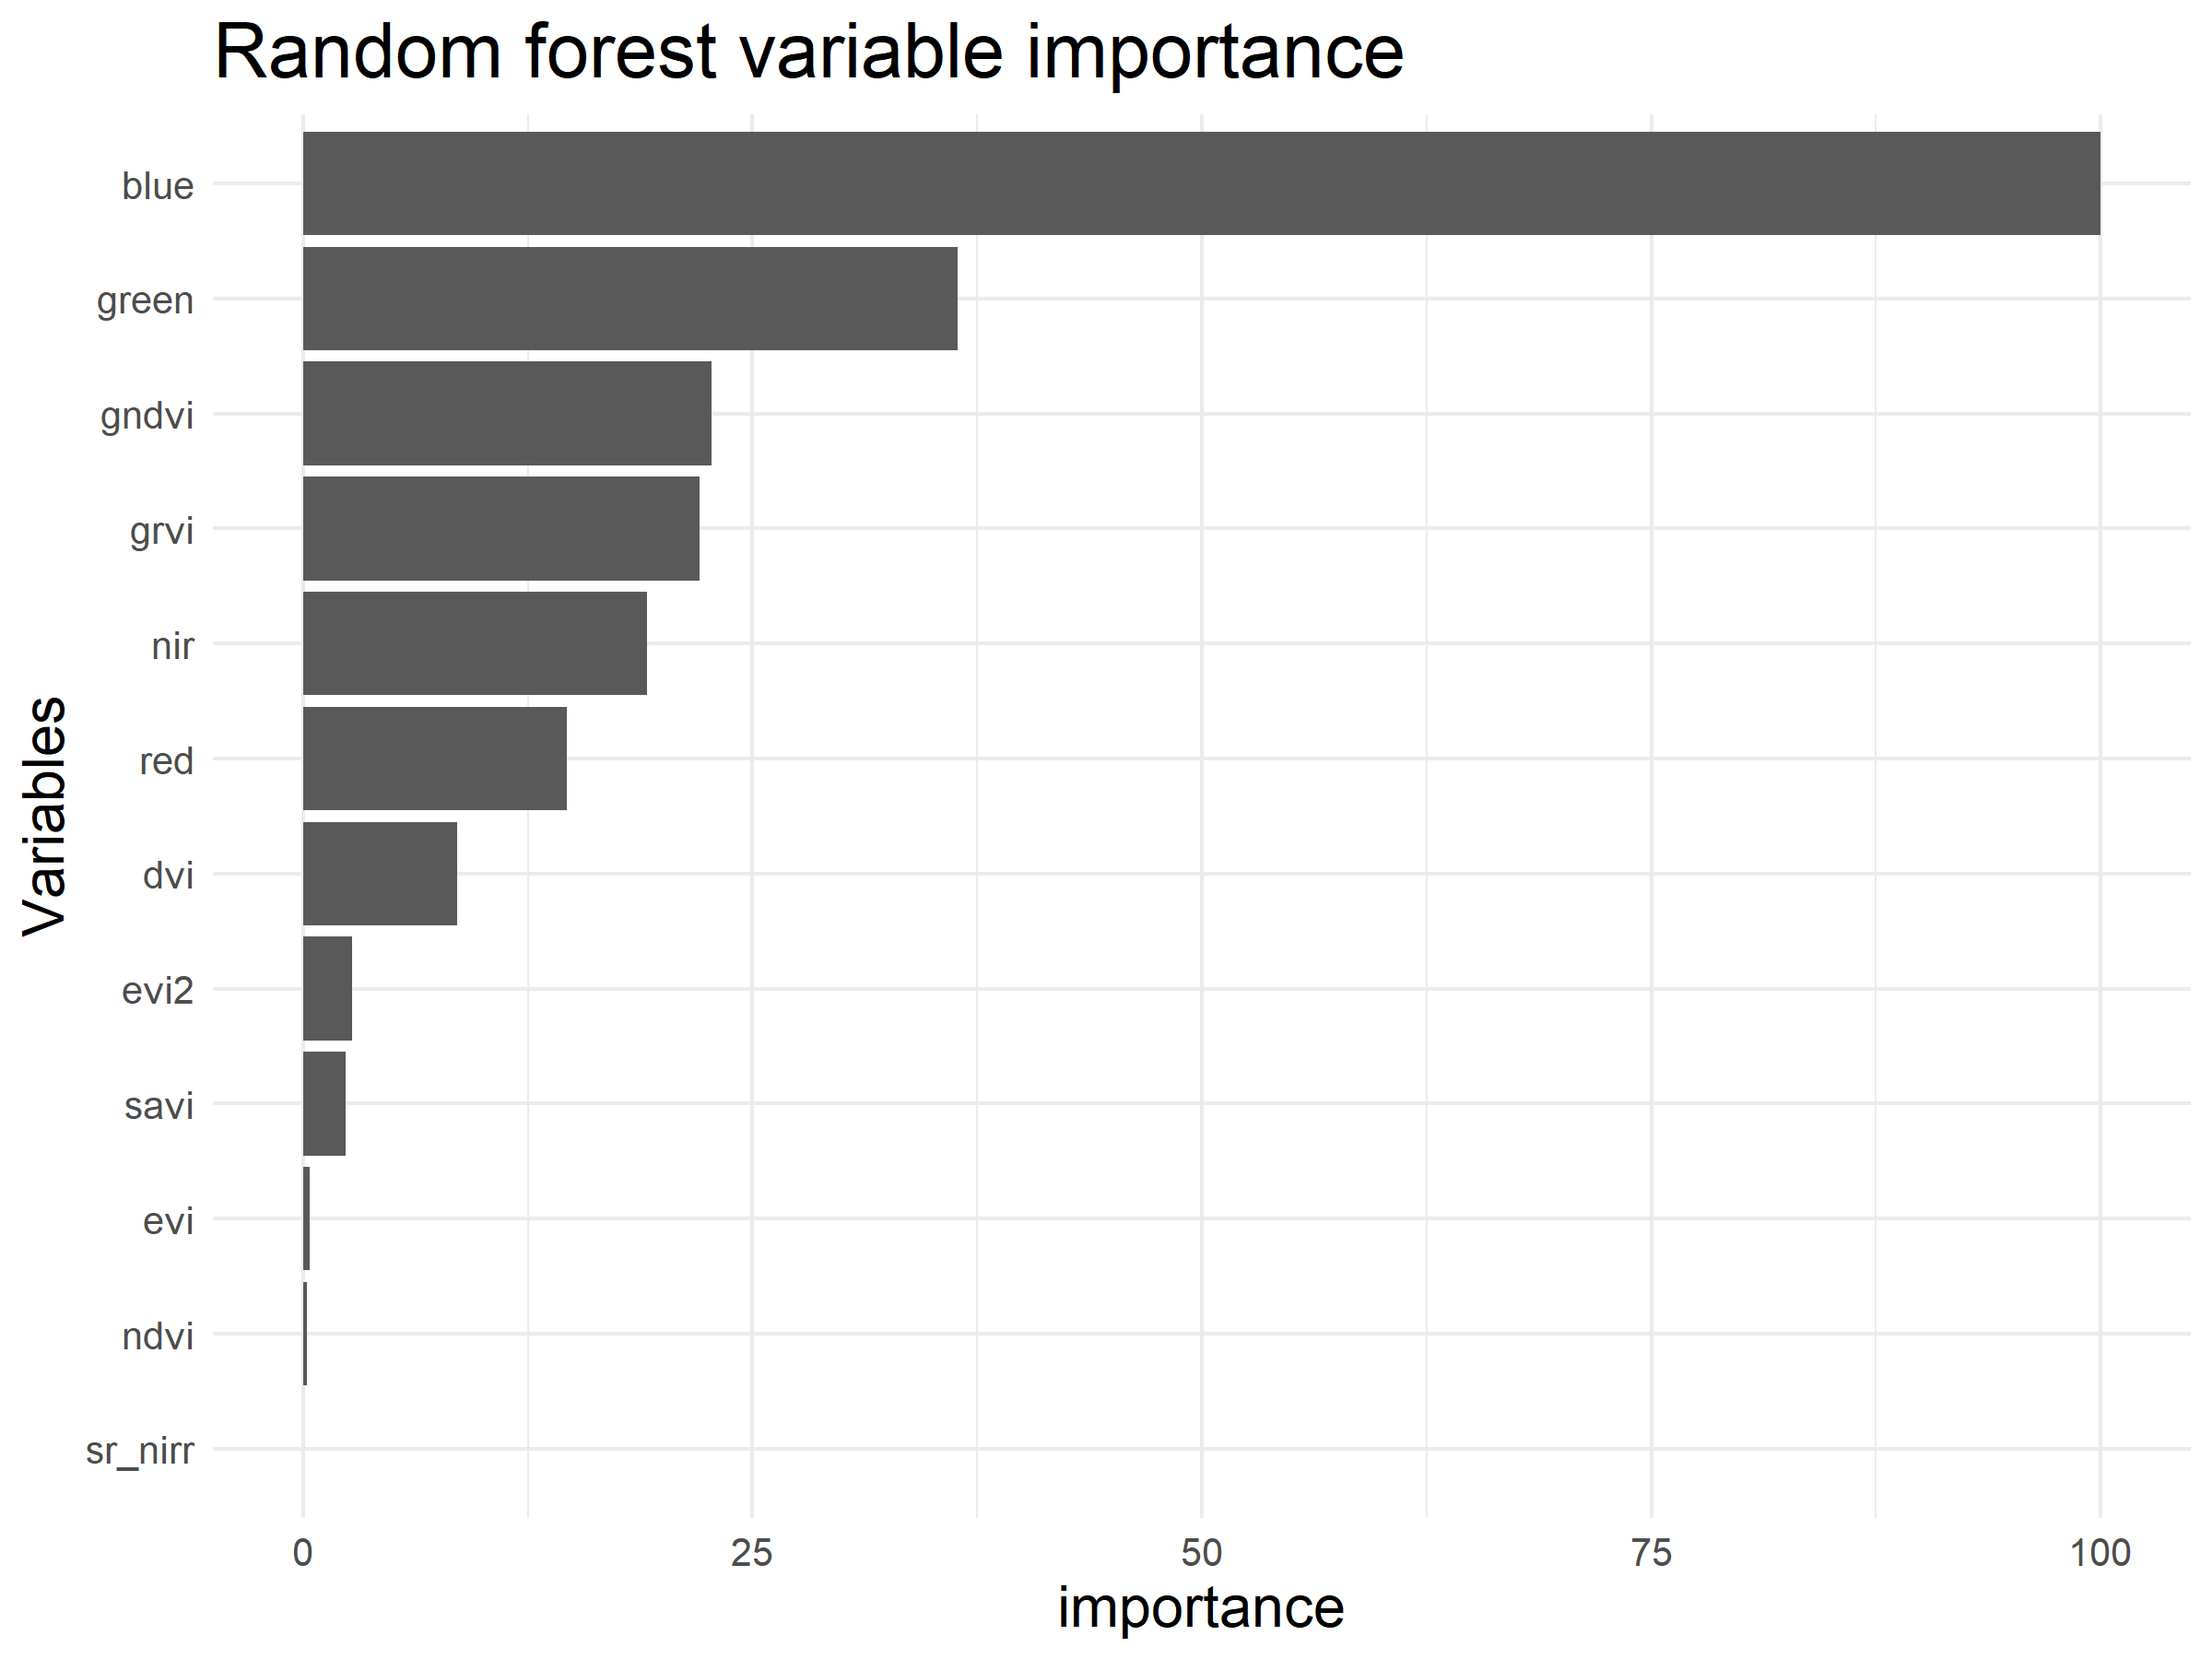 Random forest variable importance
blue
green
gndvi
grvi
nir
red
dvi
evi2
savi
evi
ndvi
sr_nirr
Variables
0 25 50 75 100
importance